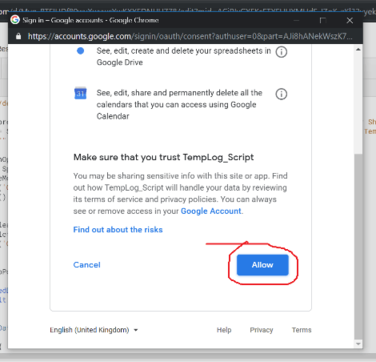 Sign in – Google accounts - Google Chrome
https://accounts.google.com/signin/oauth/consent?authuser=0&part=AJi8hANekWszK7...
See, edit, create and delete your spreadsheets in
Google Drive
See, edit, share and permanently delete all the
calendars that you can access using Google
Calendar
Make sure that you trust TempLog_Script
You may be sharing sensitive info with this site or app. Find
out how TempLog_Script will handle your data by reviewing
its terms of service and privacy policies. You can always
see or remove access in your Google Account.
Find out about the risks
Cancel
Allow
English (United Kingdom)
Help
Privacy
Terms